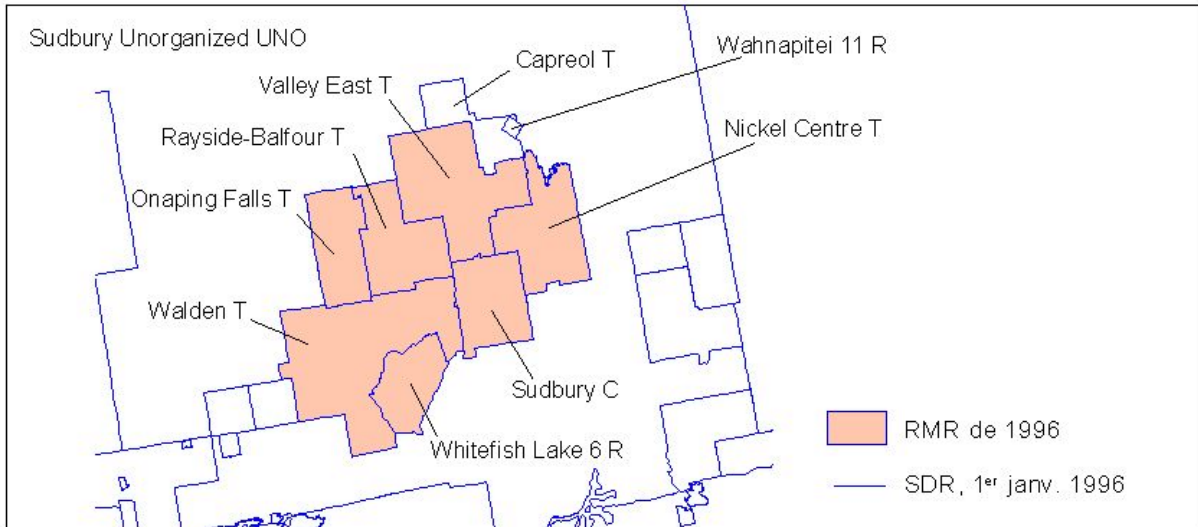 Sudbury Unorganized UNO
Wahnapitei 11 R
Capreol T
Valley East T
Nickel Centre T
Rayside-Balfour T
Onaping Falls T
Walden T
Sudbury C
Whitefish Lake 6 R
RMR de 1996
SDR, 1er janv. 1996